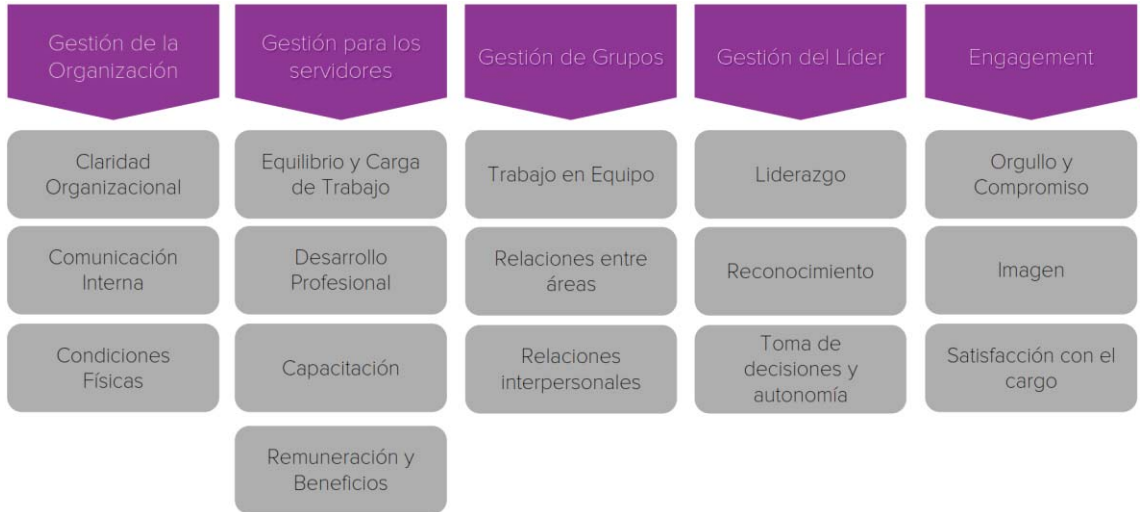 Gestión de la
Organización
Gestión para los
servidores
Gestión de Grupos
Gestión del Líder
Engagement
Claridad
Organizacional
Equilibrio y Carga
de Trabajo
Trabajo en Equipo
Liderazgo
Orgullo y
Compromiso
Comunicación
Interna
Desarrollo
Profesional
Relaciones entre
áreas
Reconocimiento
Imagen
Condiciones
Físicas
Capacitación
Relaciones
interpersonales
Toma de
decisiones y
autonomía
Satisfacción con el
cargo
Remuneración y
Beneficios